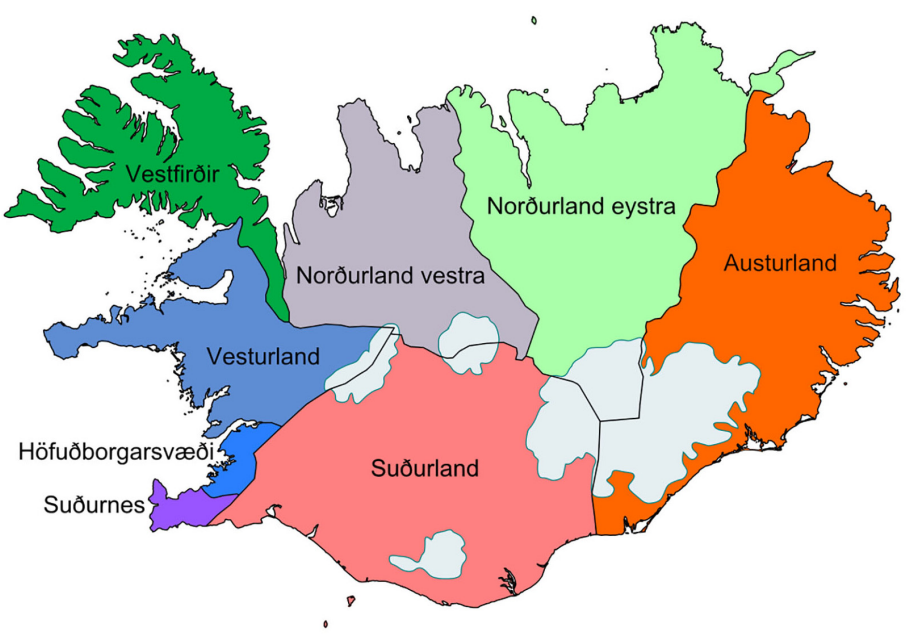 Vestfirðir
Norðurland eystra
Austurland
Norðurland vestra
Vesturland
Höfuðborgarsvæði
Suðurland
Suðurnes